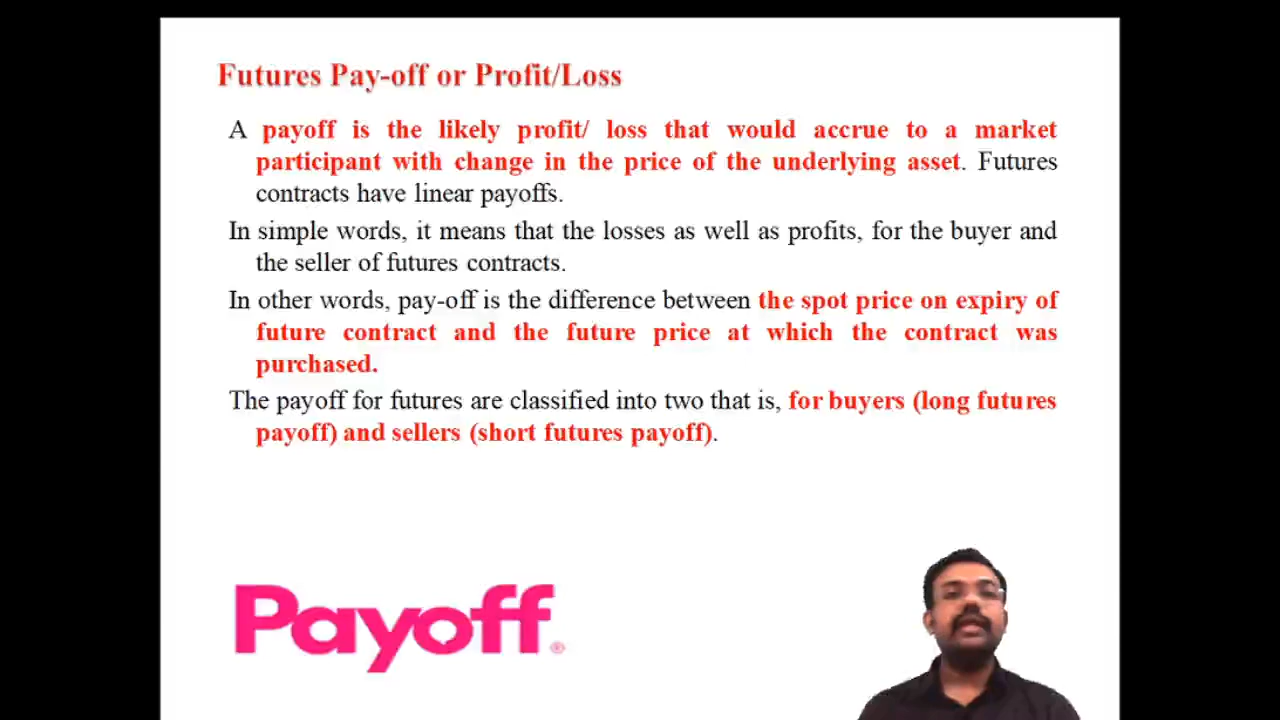 Futures Pay-off or Profit/Loss
A payoff is the likely profit/ loss that would accrue to a market
participant with change in the price of the underlying asset. Futures
contracts have linear payoffs.
In simple words, it means that the losses as well as profits, for the buyer and
the seller of futures contracts.
In other words, pay-off is the difference between the spot price on expiry of
future contract and the future price at which the contract was
purchased.
The payoff for futures are classified into two that is, for buyers (long futures
payoff) and sellers (short futures payoff).
Payoff®